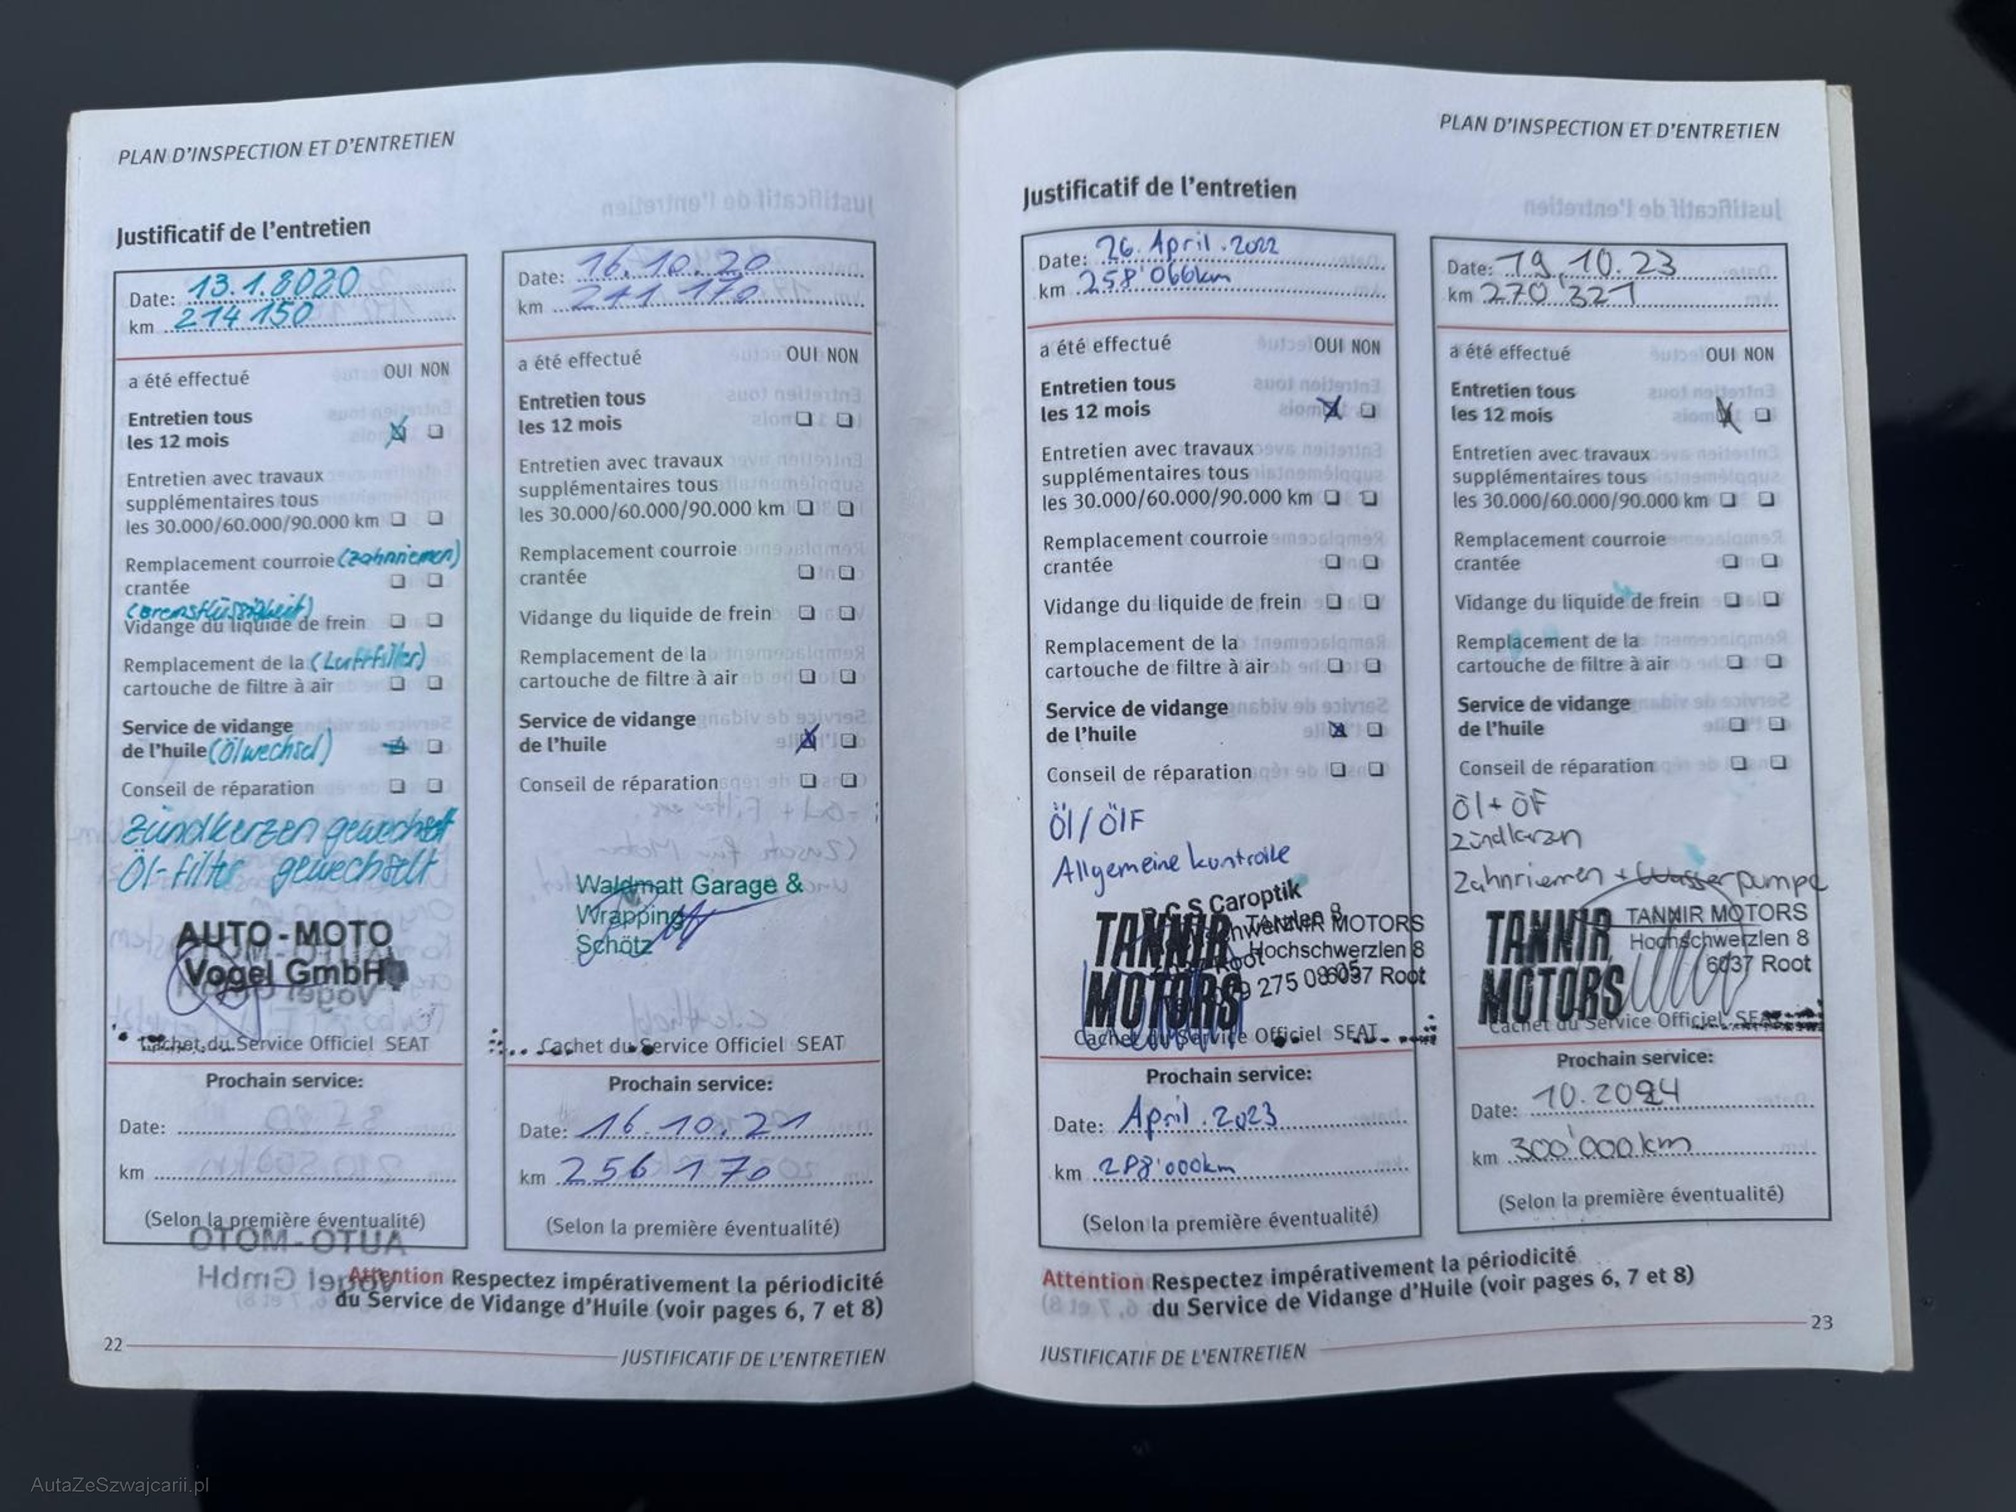 PLAN D'INSPECTION ET D'ENTRETIEN
Justificatif de l'entretien
Date: 13.1.2020
km 214 150
a été effectué OUI NON
Entretien tous
les 12 mois
Entretien avec travaux
supplémentaires tous
les 30.000/60.000/90.000 km
Remplacement courroie (Zahnriemen)
crantée
(Bremsflüssigkeit)
Vidange du liquide de frein
Remplacement de la (Luftfilter)
cartouche de filtre à air
Service de vidange
de l'huile (Ölwechsel)
Conseil de réparation
Zündkerzen gewechselt
Öl-Filter gewechselt
AUTO-MOTO
Vogel GmbH
Cachet du Service Officiel SEAT
Prochain service:
Date:
km
(Selon la première éventualité)
Date: 16.10.20
km 241 170
a été effectué OUI NON
Entretien tous
les 12 mois
Entretien avec travaux
supplémentaires tous
les 30.000/60.000/90.000 km
Remplacement courroie
crantée
Vidange du liquide de frein
Remplacement de la
cartouche de filtre à air
Service de vidange
de l'huile
Conseil de réparation
Waldmatt Garage &
Wrapping
Schötz
Cachet du Service Officiel SEAT
Prochain service:
Date: 16.10.21
km 256 170
(Selon la première éventualité)
Attention Respectez impérativement la périodicité
du Service de Vidange d'Huile (voir pages 6, 7 et 8)
22
JUSTIFICATIF DE L'ENTRETIEN
PLAN D'INSPECTION ET D'ENTRETIEN
Justificatif de l'entretien
Date: 26. April. 2022
km 258'066km
a été effectué OUI NON
Entretien tous
les 12 mois
Entretien avec travaux
supplémentaires tous
les 30.000/60.000/90.000 km
Remplacement courroie
crantée
Vidange du liquide de frein
Remplacement de la
cartouche de filtre à air
Service de vidange
de l'huile
Conseil de réparation
Öl/ÖlF
Allgemeine kontrolle
S Caroptik
TANNIR MOTORS
TANNIR MOTORS
Hochschwerzlen 8
6037 Root
Cachet du Service Officiel SEAT
Prochain service:
Date: April. 2023
km 288'000km
(Selon la première éventualité)
Date: 19.10.23
km 270'321
a été effectué OUI NON
Entretien tous
les 12 mois
Entretien avec travaux
supplémentaires tous
les 30.000/60.000/90.000 km
Remplacement courroie
crantée
Vidange du liquide de frein
Remplacement de la
cartouche de filtre à air
Service de vidange
de l'huile
Conseil de réparation
Öl + ÖF
Zündkerzen
Zahnriemen + Wasserpumpe
TANNIR MOTORS
TANNIR MOTORS
Hochschwerzlen 8
6037 Root
Cachet du Service Officiel SEAT
Prochain service:
Date: 10.2024
km 300'000km
(Selon la première éventualité)
Attention Respectez impérativement la périodicité
du Service de Vidange d'Huile (voir pages 6, 7 et 8)
23
JUSTIFICATIF DE L'ENTRETIEN
AutaZeSzwajcarii.pl